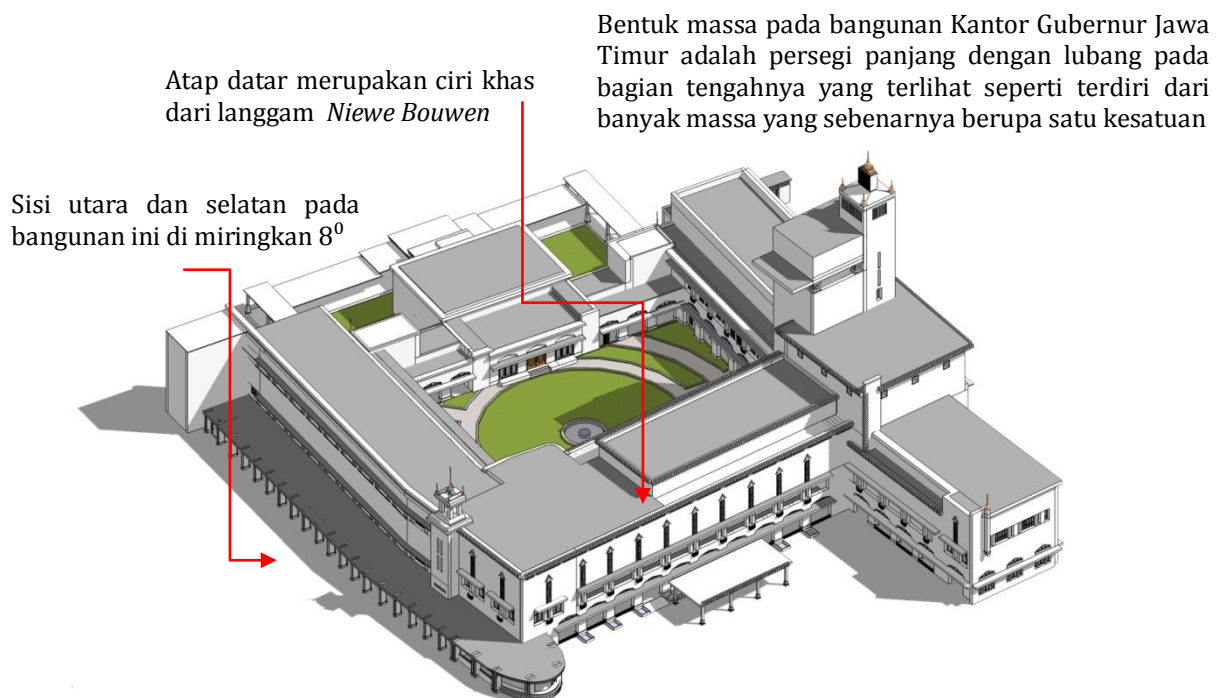 Bentuk massa pada bangunan Kantor Gubernur Jawa
Timur adalah persegi panjang dengan lubang pada
bagian tengahnya yang terlihat seperti terdiri dari
banyak massa yang sebenarnya berupa satu kesatuan
Atap datar merupakan ciri khas
dari langgam Niewe Bouwen
Sisi utara dan selatan pada
bangunan ini di miringkan 8⁰